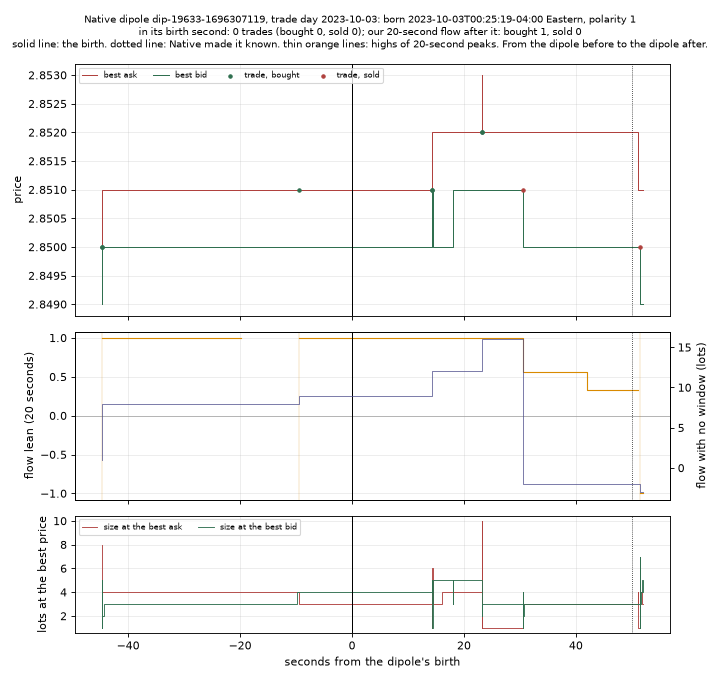 Native dipole dip-19633-1696307119, trade day 2023-10-03: born 2023-10-03T00:25:19-04:00 Eastern, polarity 1
in its birth second: 0 trades (bought 0, sold 0); our 20-second flow after it: bought 1, sold 0
solid line: the birth. dotted line: Native made it known. thin orange lines: highs of 20-second peaks. From the dipole before to the dipole after.
best ask best bid trade, bought trade, sold
2.8530
2.8525
2.8520
2.8515
2.8510
2.8505
2.8500
2.8495
2.8490
price
1.0
0.5
0.0
−0.5
−1.0
flow lean (20 seconds)
15
10
5
0
flow with no window (lots)
size at the best ask size at the best bid
10
8
6
4
2
lots at the best price
−40 −20 0 20 40
seconds from the dipole's birth